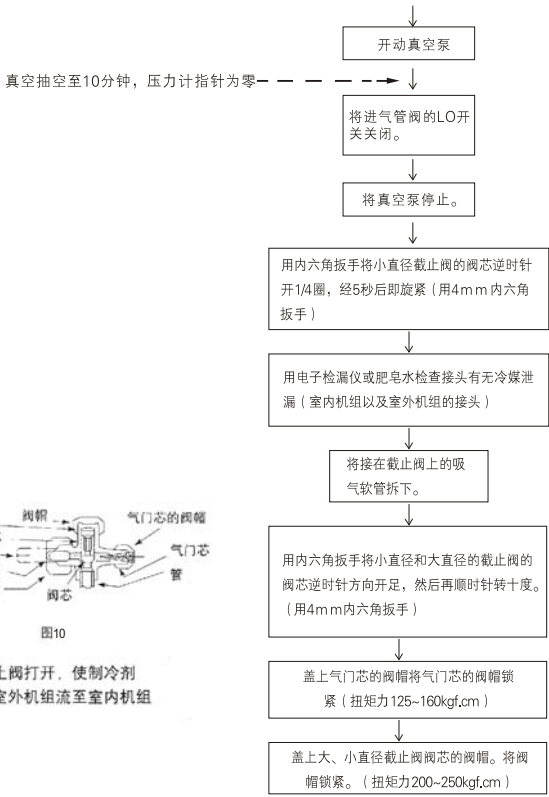 开动真空泵
真空抽空至10分钟，压力计指针为零
将进气管阀的LO开
关关闭。
将真空泵停止。
用内六角扳手将小直径截止阀的阀芯逆时针
开1/4圈，经5秒后即旋紧（用4mm内六角
扳手）
用电子检漏仪或肥皂水检查接头有无冷媒泄
漏（室内机组以及室外机组的接头）
将接在截止阀上的吸
气软管拆下。
用内六角扳手将小直径和大直径的截止阀的
阀芯逆时针方向开足，然后再顺时针转十度。
（用4mm内六角扳手）
盖上气门芯的阀帽将气门芯的阀帽锁
紧（扭矩力125~160kgf.cm）
盖上大、小直径截止阀阀芯的阀帽。将阀
帽锁紧。（扭矩力200~250kgf.cm）
阀帽
气门芯的阀帽
气门芯
管
阀芯
图10
止阀打开，使制冷剂
室外机组流至室内机组